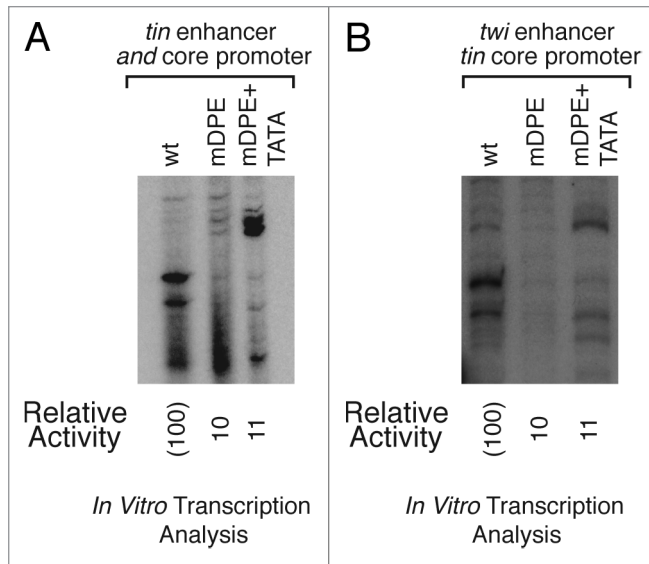 A
tin enhancer
and core promoter
wt
mDPE
mDPE+
TATA
Relative
Activity
(100)
10
11
In Vitro Transcription
Analysis
B
twi enhancer
tin core promoter
wt
mDPE
mDPE+
TATA
Relative
Activity
(100)
10
11
In Vitro Transcription
Analysis